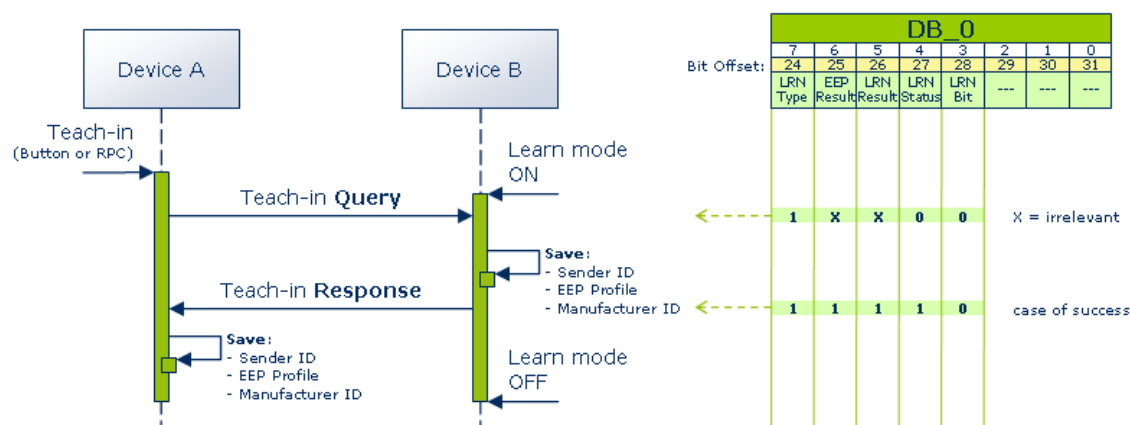 Device A
Device B
Teach-in
(Button or RPC)
Learn mode
ON
Teach-in Query
Save:
- Sender ID
- EEP Profile
- Manufacturer ID
Teach-in Response
Save:
- Sender ID
- EEP Profile
- Manufacturer ID
Learn mode
OFF
DB_0
7 6 5 4 3 2 1 0
Bit Offset: 24 25 26 27 28 29 30 31
LRN Type EEP Result LRN Result LRN Status LRN Bit --- --- ---
1 X X 0 0 X = irrelevant
1 1 1 1 0 case of success